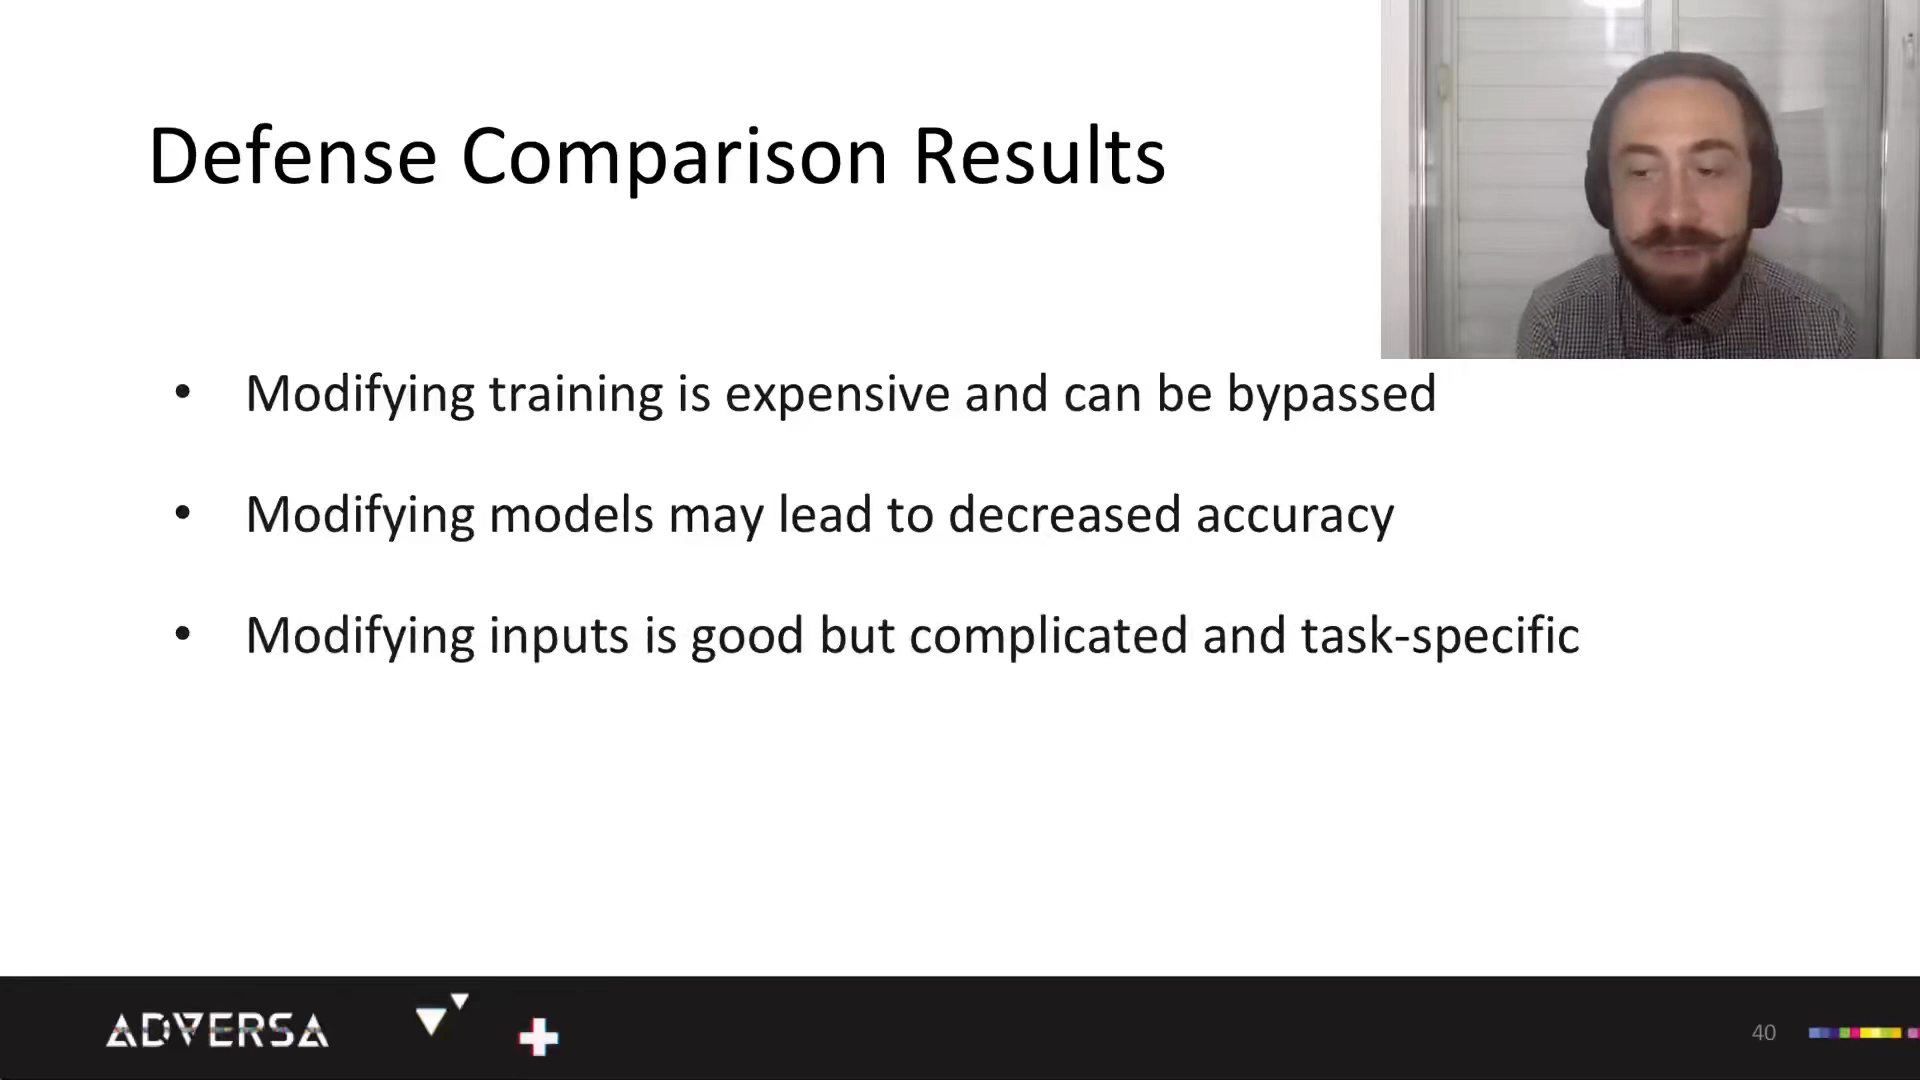 Defense Comparison Results
• Modifying training is expensive and can be bypassed
• Modifying models may lead to decreased accuracy
• Modifying inputs is good but complicated and task-specific
ADVERSA
40